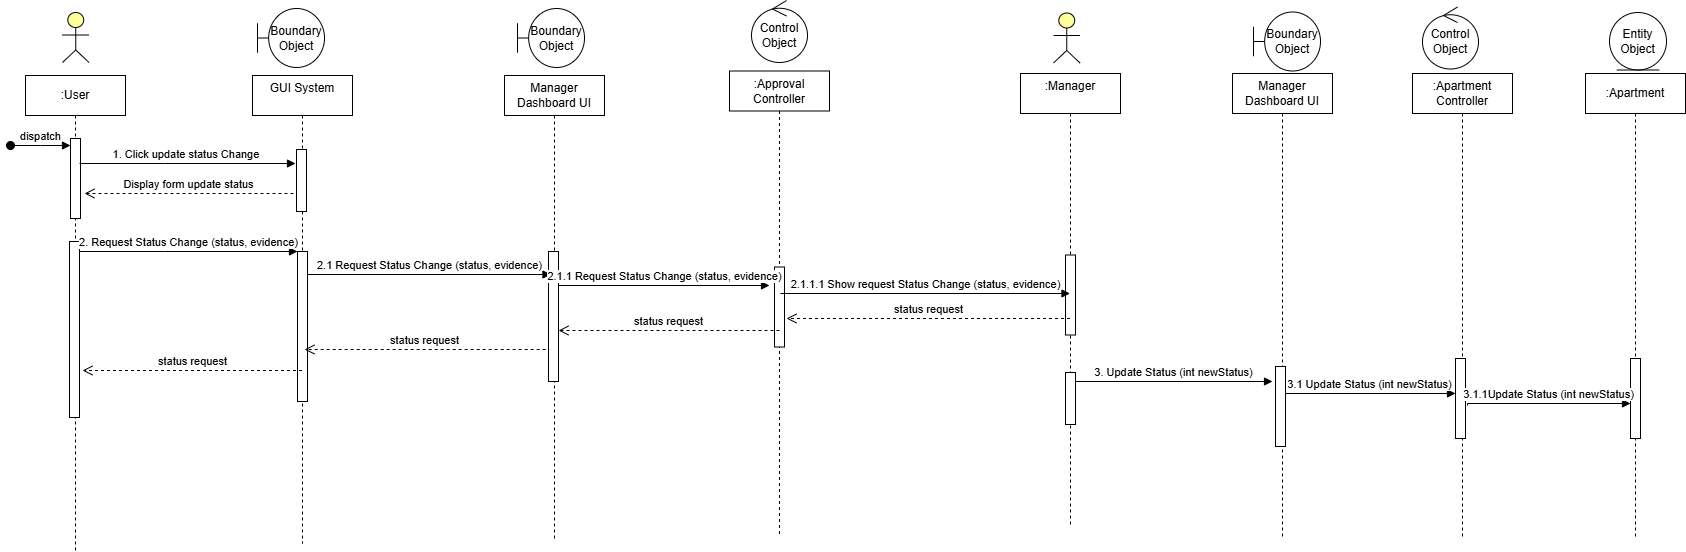 Boundary
Object
Boundary
Object
Control
Object
Boundary
Object
Control
Object
Entity
Object
:User
GUI System
Manager
Dashboard UI
:Approval
Controller
:Manager
Manager
Dashboard UI
:Apartment
Controller
:Apartment
dispatch
1. Click update status Change
Display form update status
2. Request Status Change (status, evidence)
2.1 Request Status Change (status, evidence)
2.1.1 Request Status Change (status, evidence)
2.1.1.1 Show request Status Change (status, evidence)
status request
status request
status request
status request
3. Update Status (int newStatus)
3.1 Update Status (int newStatus)
3.1.1Update Status (int newStatus)